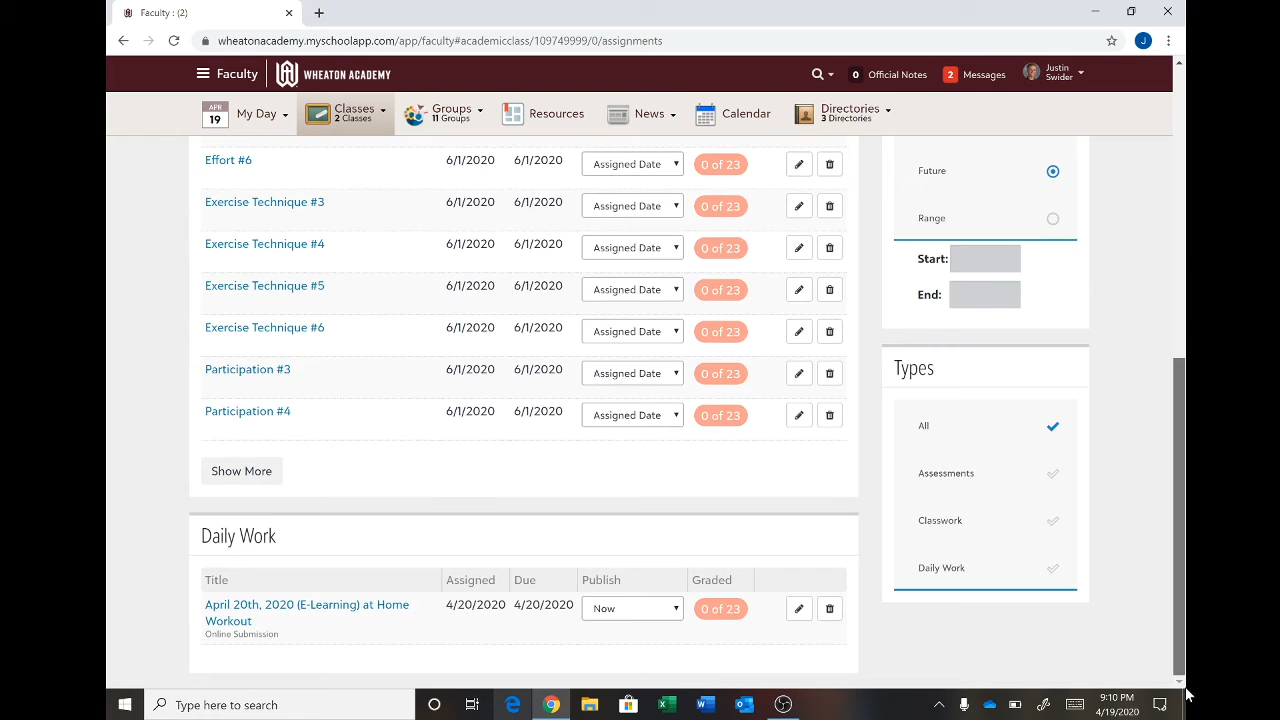 Faculty : (2)
wheatonacademy.myschoolapp.com/app/faculty#academicclass/109749999/0/assignments
Faculty WHEATON ACADEMY 0 Official Notes 2 Messages Justin Swider
APR 19 My Day Classes 2 Classes Groups 11 Groups Resources News Calendar Directories 3 Directories
Effort #6 6/1/2020 6/1/2020 Assigned Date 0 of 23
Exercise Technique #3 6/1/2020 6/1/2020 Assigned Date 0 of 23
Exercise Technique #4 6/1/2020 6/1/2020 Assigned Date 0 of 23
Exercise Technique #5 6/1/2020 6/1/2020 Assigned Date 0 of 23
Exercise Technique #6 6/1/2020 6/1/2020 Assigned Date 0 of 23
Participation #3 6/1/2020 6/1/2020 Assigned Date 0 of 23
Participation #4 6/1/2020 6/1/2020 Assigned Date 0 of 23
Show More
Daily Work
Title Assigned Due Publish Graded
April 20th, 2020 (E-Learning) at Home 4/20/2020 4/20/2020 Now 0 of 23
Workout
Online Submission
Future
Range
Start:
End:
Types
All
Assessments
Classwork
Daily Work
Type here to search
9:10 PM
4/19/2020
J